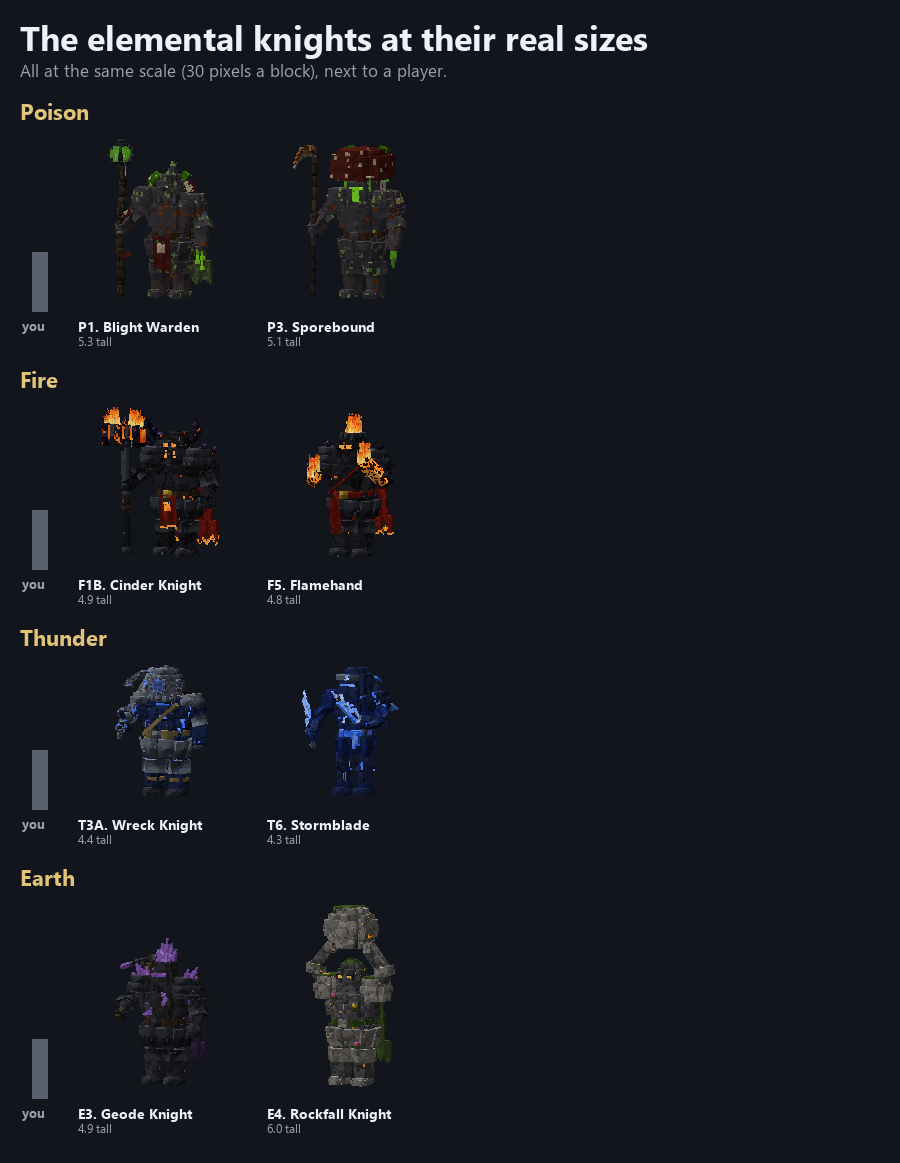 The elemental knights at their real sizes
All at the same scale (30 pixels a block), next to a player.
Poison
you
P1. Blight Warden
5.3 tall
P3. Sporebound
5.1 tall
Fire
you
F1B. Cinder Knight
4.9 tall
F5. Flamehand
4.8 tall
Thunder
you
T3A. Wreck Knight
4.4 tall
T6. Stormblade
4.3 tall
Earth
you
E3. Geode Knight
4.9 tall
E4. Rockfall Knight
6.0 tall